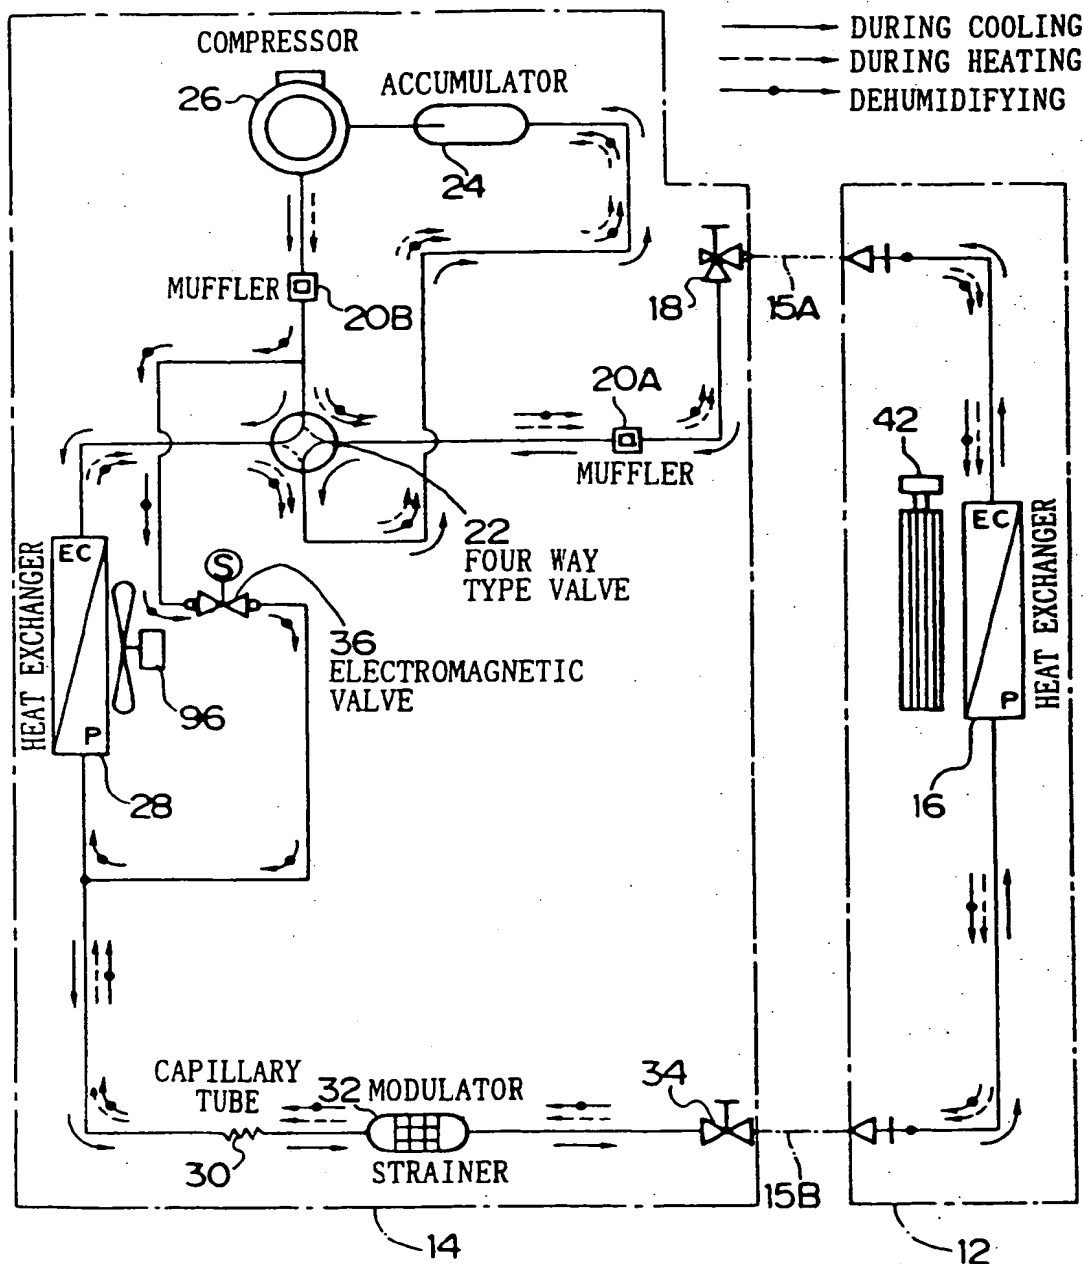 DURING COOLING
DURING HEATING
DEHUMIDIFYING
COMPRESSOR
26
ACCUMULATOR
24
MUFFLER
20B
18
15A
20A
MUFFLER
42
22
FOUR WAY
TYPE VALVE
S
36
ELECTROMAGNETIC
VALVE
EC
P
HEAT EXCHANGER
96
28
EC
P
HEAT EXCHANGER
16
CAPILLARY
TUBE
30
32 MODULATOR
STRAINER
34
15B
14
12